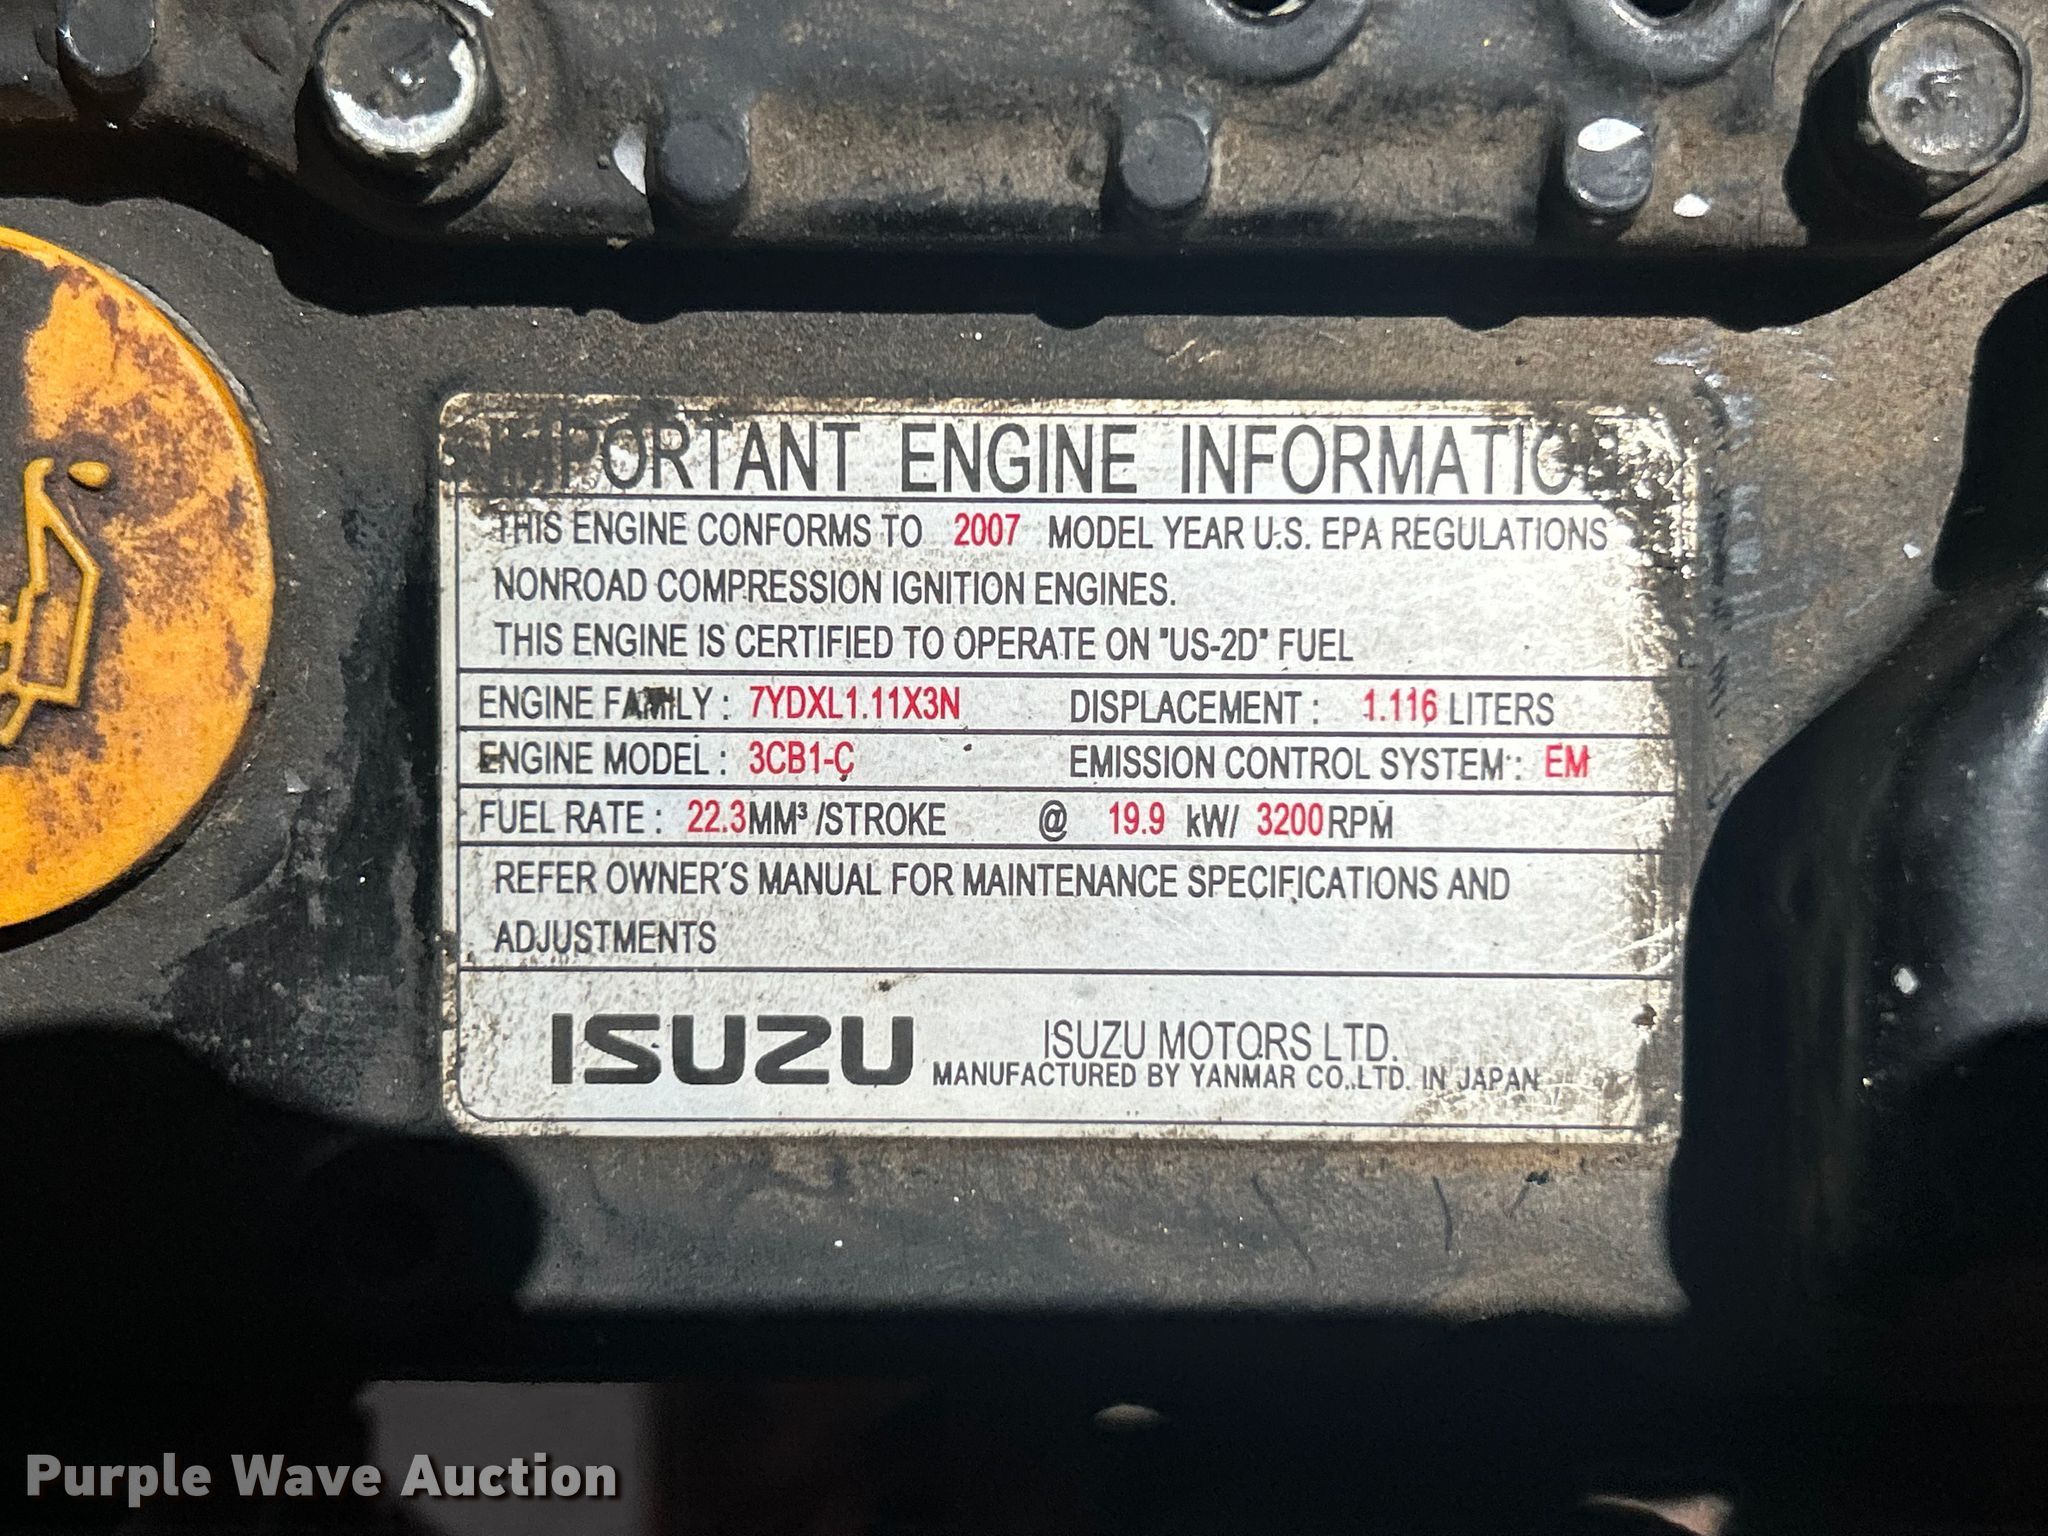 IMPORTANT ENGINE INFORMATION
THIS ENGINE CONFORMS TO 2007 MODEL YEAR U.S. EPA REGULATIONS
NONROAD COMPRESSION IGNITION ENGINES.
THIS ENGINE IS CERTIFIED TO OPERATE ON "US-2D" FUEL
ENGINE FAMILY : 7YDXL1.11X3N DISPLACEMENT : 1.116 LITERS
ENGINE MODEL : 3CB1-C EMISSION CONTROL SYSTEM : EM
FUEL RATE : 22.3MM³/STROKE @ 19.9 kW/ 3200RPM
REFER OWNER'S MANUAL FOR MAINTENANCE SPECIFICATIONS AND
ADJUSTMENTS
ISUZU ISUZU MOTORS LTD.
MANUFACTURED BY YANMAR CO.,LTD. IN JAPAN
Purple Wave Auction